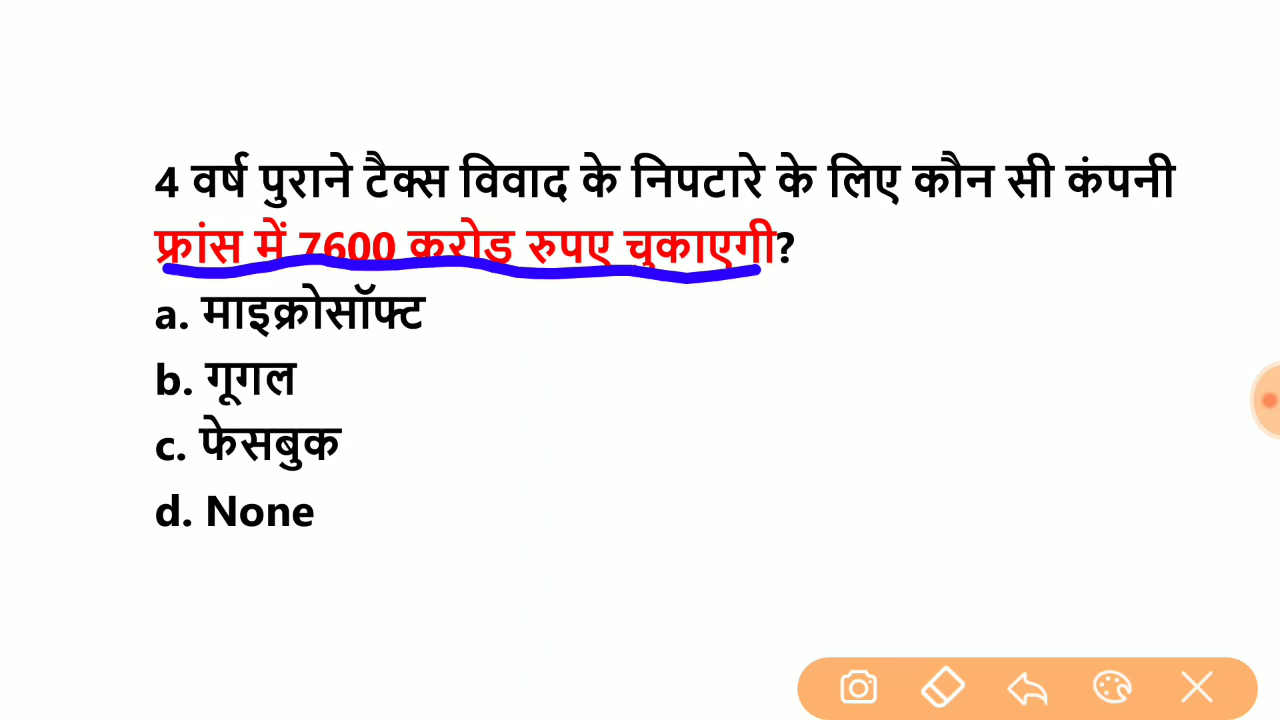 4 वर्ष पुराने टैक्स विवाद के निपटारे के लिए कौन सी कंपनी
फ्रांस में 7600 करोड़ रुपए चुकाएगी?
a. माइक्रोसॉफ्ट
b. गूगल
c. फेसबुक
d. None